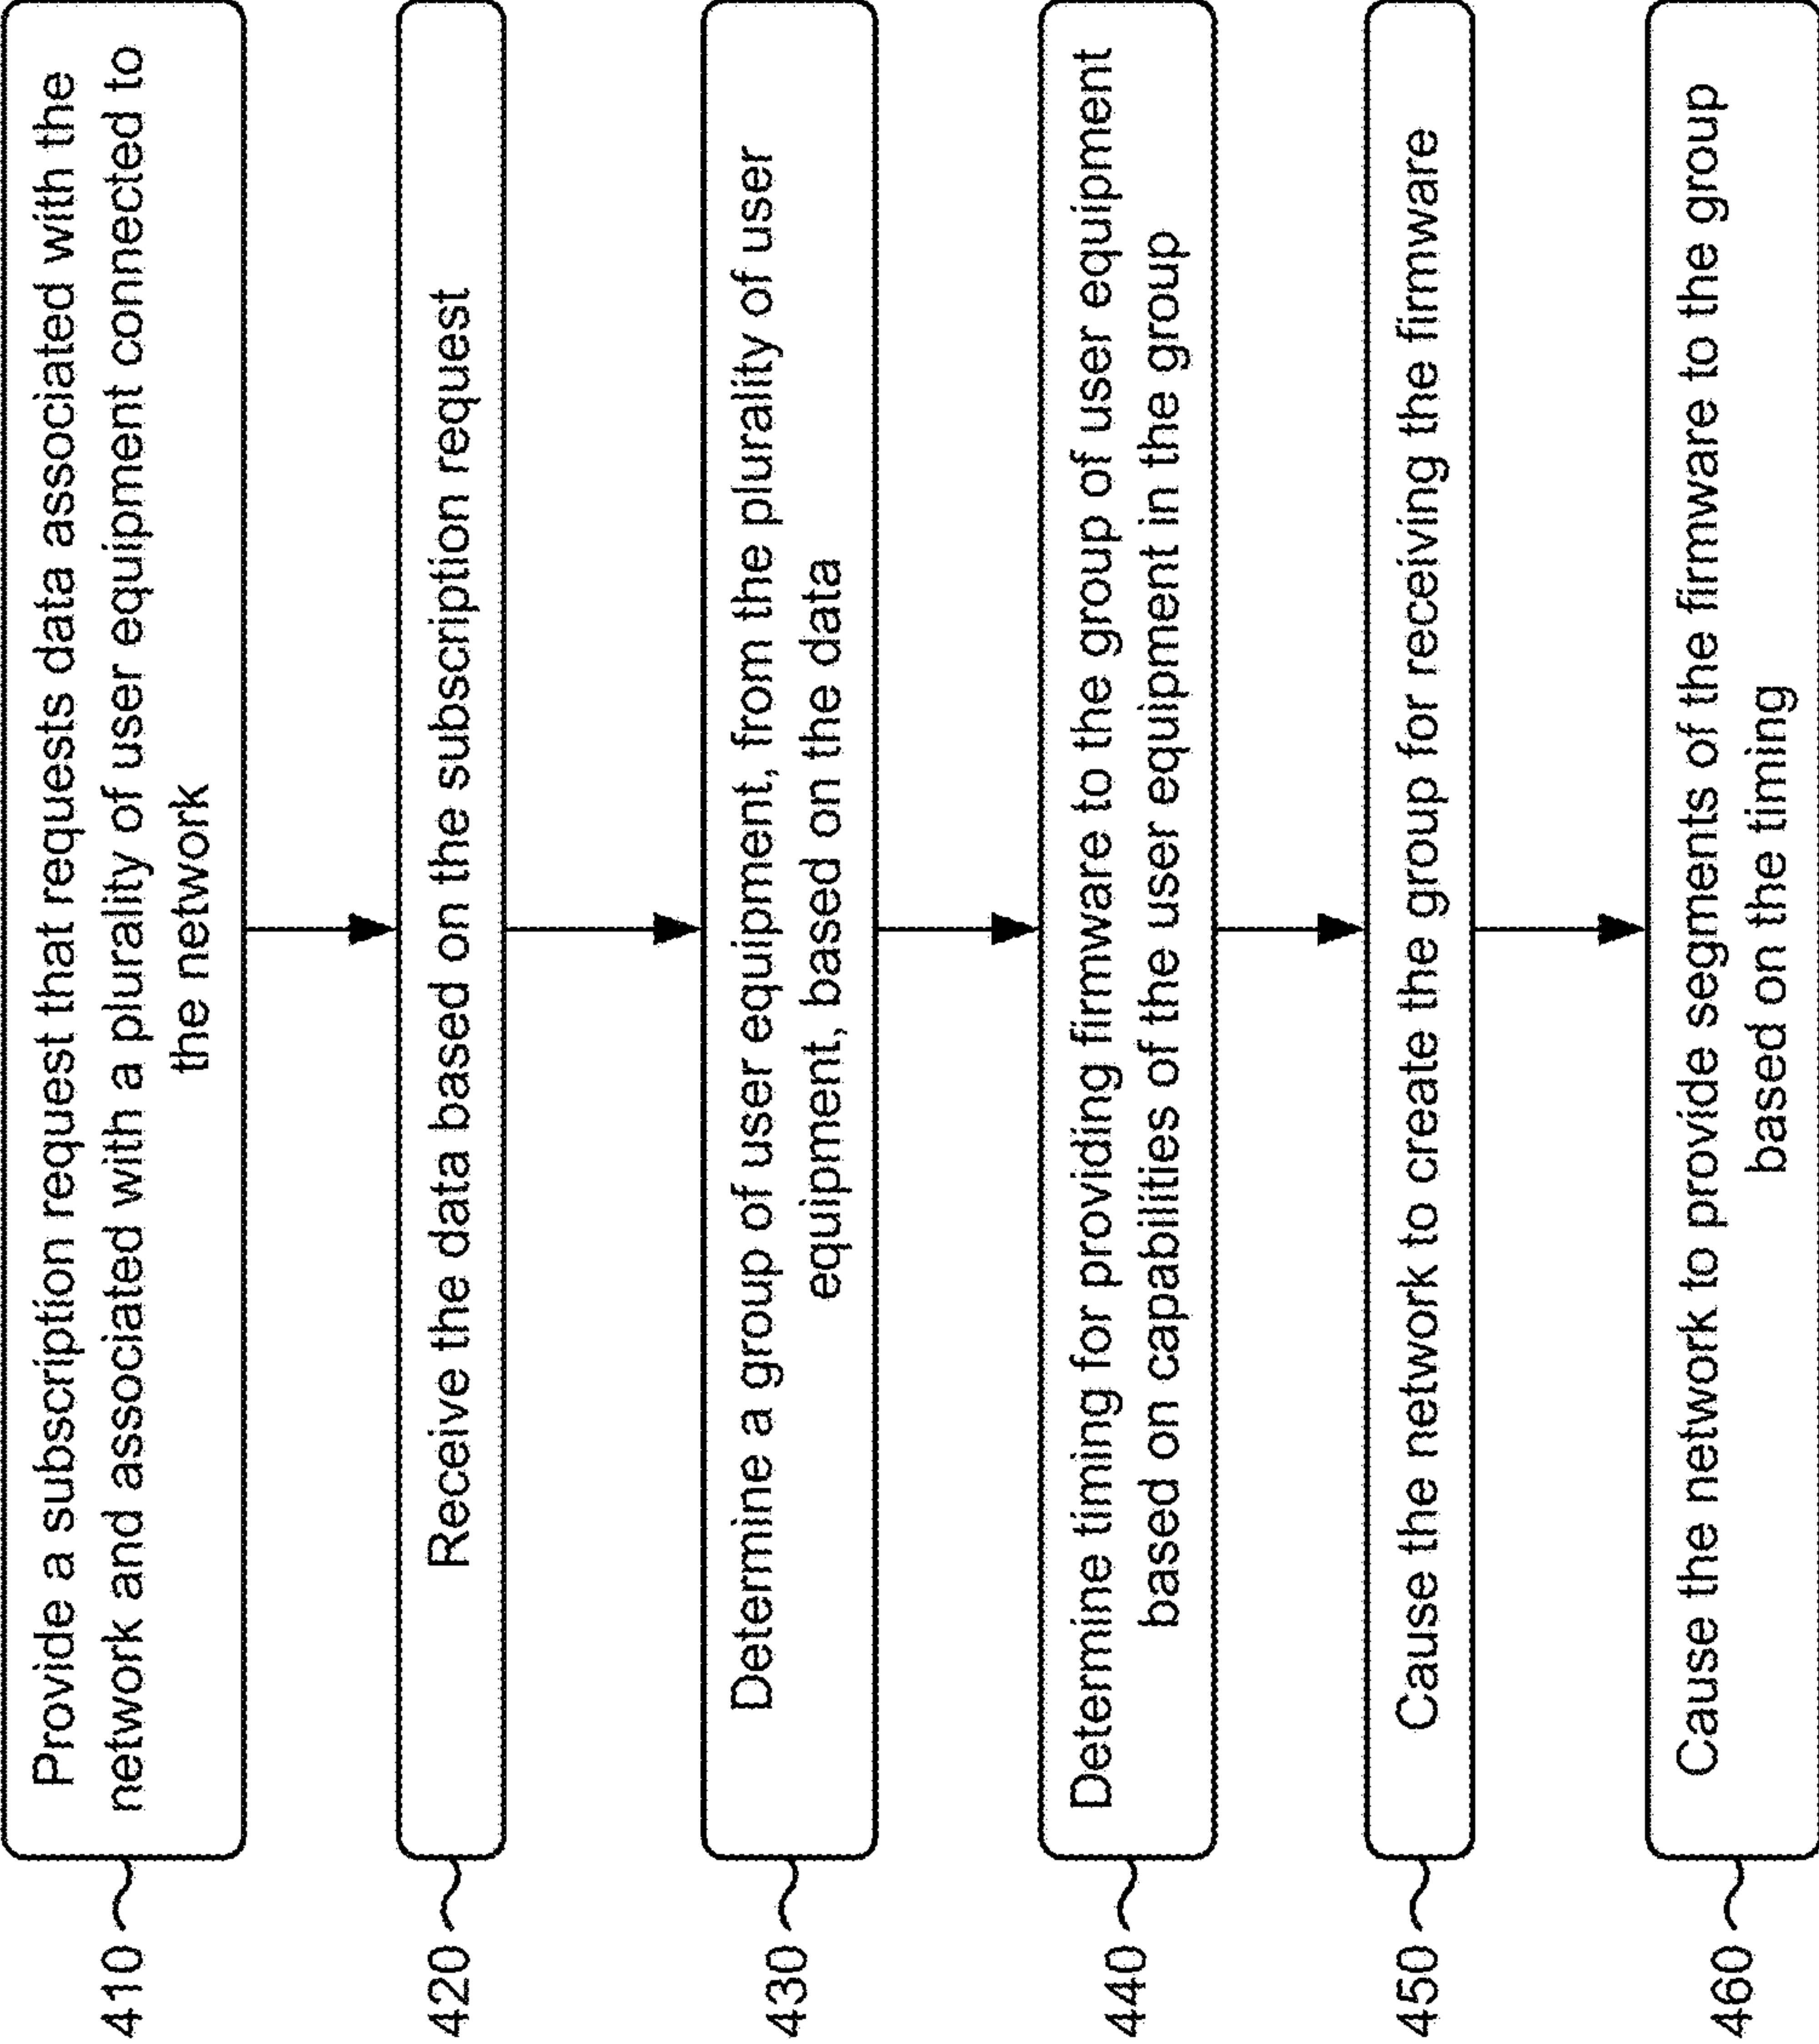 410
Provide a subscription request that requests data associated with the
network and associated with a plurality of user equipment connected to
the network
420
Receive the data based on the subscription request
430
Determine a group of user equipment, from the plurality of user
equipment, based on the data
440
Determine timing for providing firmware to the group of user equipment
based on capabilities of the user equipment in the group
450
Cause the network to create the group for receiving the firmware
460
Cause the network to provide segments of the firmware to the group
based on the timing